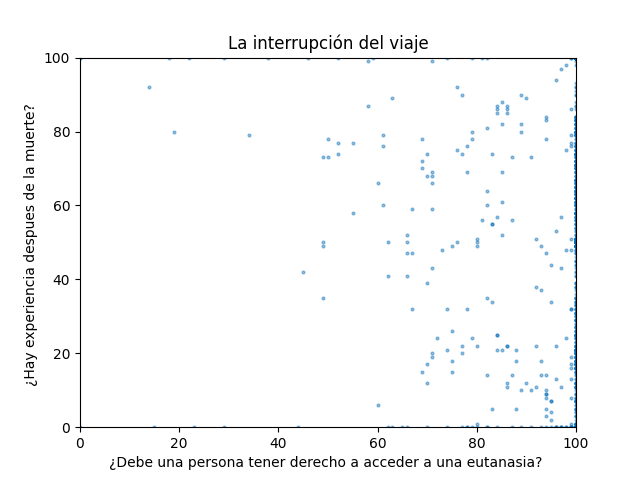 La interrupción del viaje
¿Hay experiencia despues de la muerte?
100
80
60
40
20
0
0 20 40 60 80 100
¿Debe una persona tener derecho a acceder a una eutanasia?